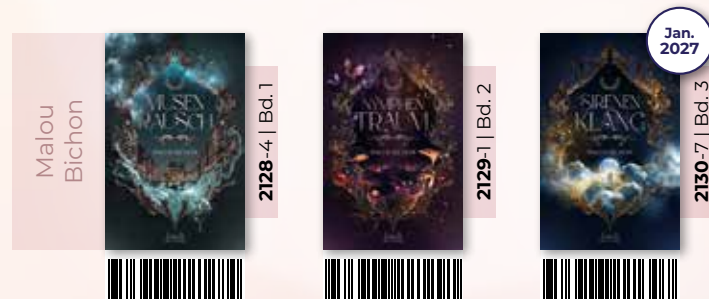 Malou
Bichon
MUSEN
RAUSCH
2128-4 | Bd. 1
NYMPHEN
TRAUM
2129-1 | Bd. 2
SIRENEN
KLANG
Jan.
2027
2130-7 | Bd. 3